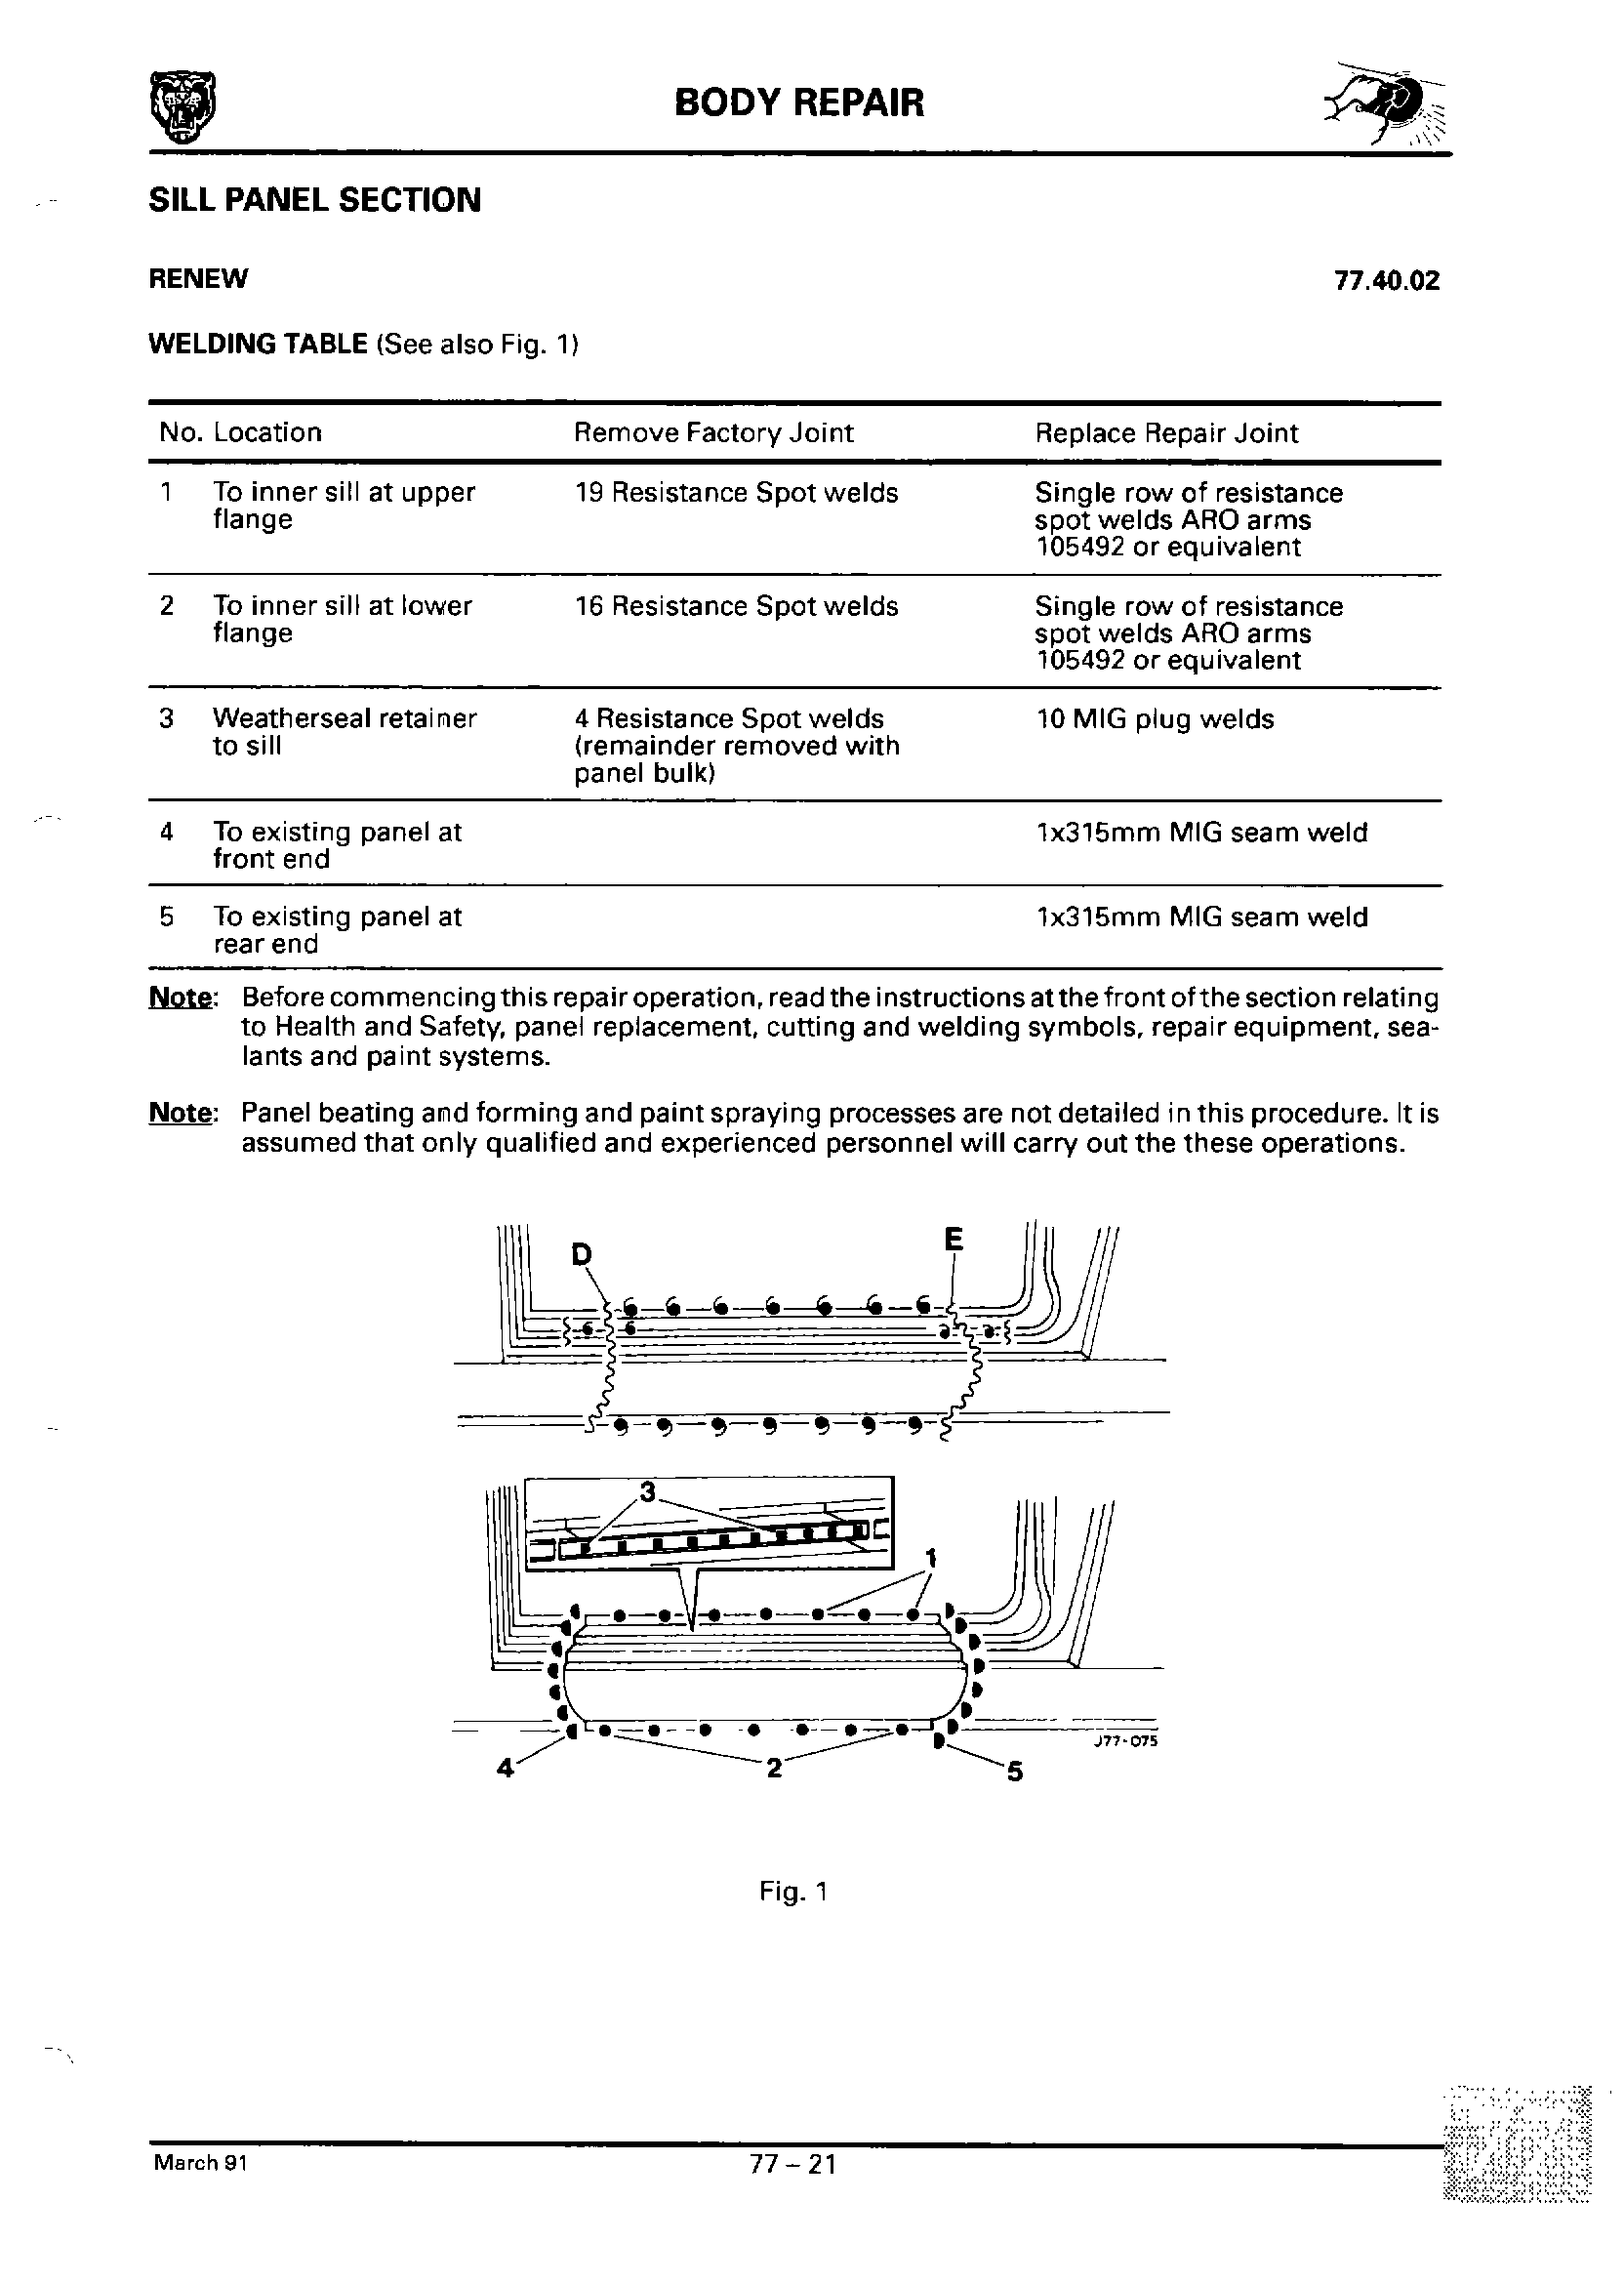 BODY REPAIR
SILL PANEL SECTION
RENEW 77.40.02
WELDING TABLE (See also Fig. 1)
No. Location Remove Factory Joint Replace Repair Joint
1 To inner sill at upper 19 Resistance Spot welds Single row of resistance
flange spot welds ARO arms
105492 or equivalent
2 To inner sill at lower 16 Resistance Spot welds Single row of resistance
flange spot welds ARO arms
105492 or equivalent
3 Weatherseal retainer 4 Resistance Spot welds 10 MIG plug welds
to sill (remainder removed with
panel bulk)
4 To existing panel at 1x315mm MIG seam weld
front end
5 To existing panel at 1x315mm MIG seam weld
rear end
Note: Before commencing this repair operation, read the instructions at the front of the section relating
to Health and Safety, panel replacement, cutting and welding symbols, repair equipment, sea-
lants and paint systems.
Note: Panel beating and forming and paint spraying processes are not detailed in this procedure. It is
assumed that only qualified and experienced personnel will carry out the these operations.
D E
3
1
J77-075
4 2 5
Fig. 1
March 91 77 – 21